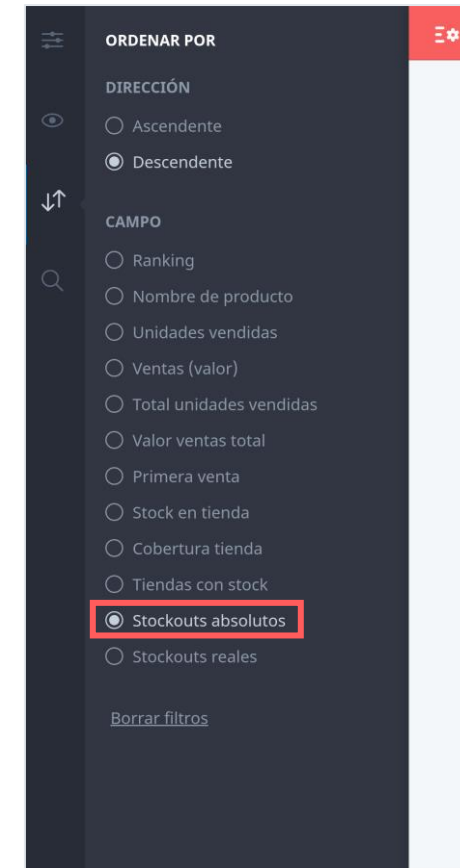 ORDENAR POR
DIRECCIÓN
Ascendente
Descendente
CAMPO
Ranking
Nombre de producto
Unidades vendidas
Ventas (valor)
Total unidades vendidas
Valor ventas total
Primera venta
Stock en tienda
Cobertura tienda
Tiendas con stock
Stockouts absolutos
Stockouts reales
Borrar filtros